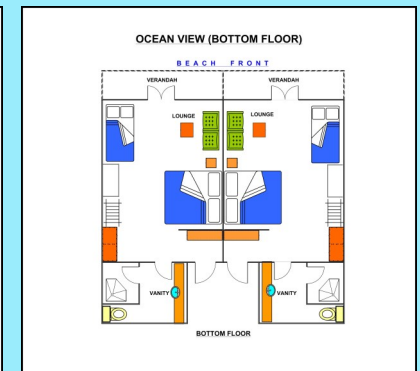 OCEAN VIEW (BOTTOM FLOOR)
BEACH FRONT
VERANDAH VERANDAH
LOUNGE LOUNGE
VANITY VANITY
BOTTOM FLOOR